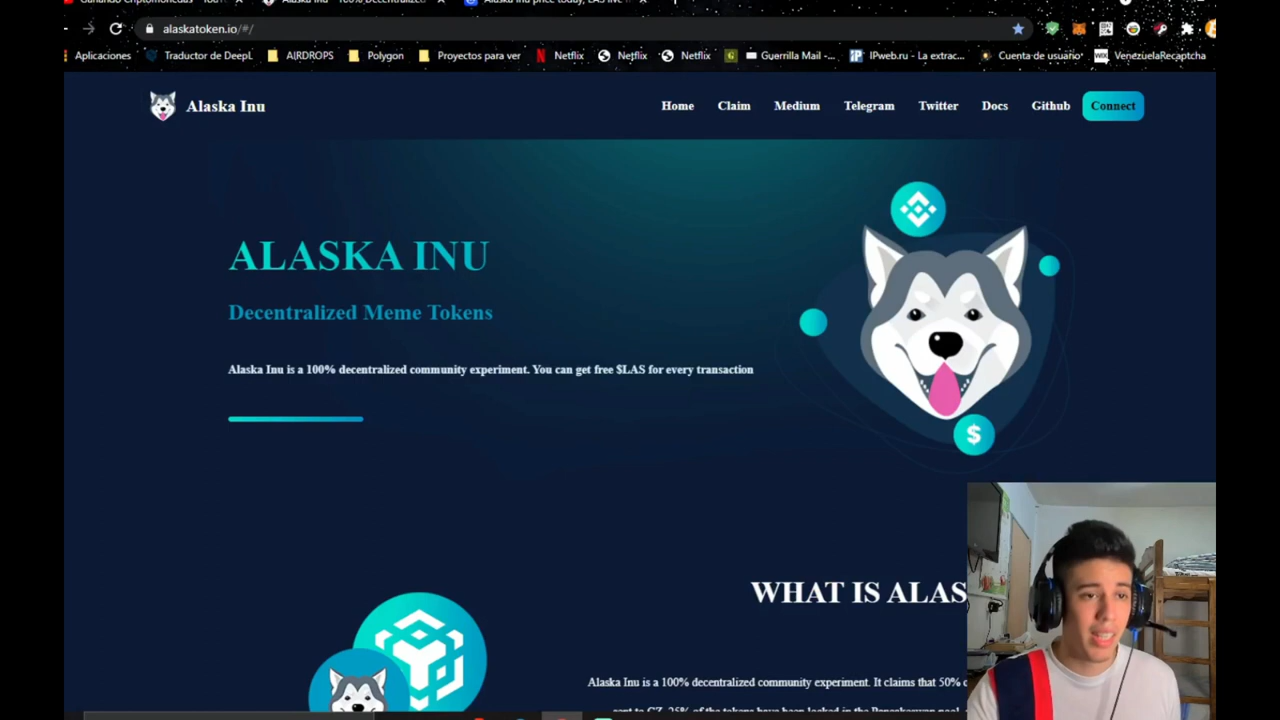 alaskatoken.io/#/
Aplicaciones Traductor de DeepL AIRDROPS Polygon Proyectos para ver Netflix Netflix Netflix Guerrilla Mail -... IPweb.ru - La extrac... Cuenta de usuario VenezuelaRecaptcha
Alaska Inu Home Claim Medium Telegram Twitter Docs Github Connect
ALASKA INU
Decentralized Meme Tokens
Alaska Inu is a 100% decentralized community experiment. You can get free $LAS for every transaction
$
WHAT IS ALAS
Alaska Inu is a 100% decentralized community experiment. It claims that 50%